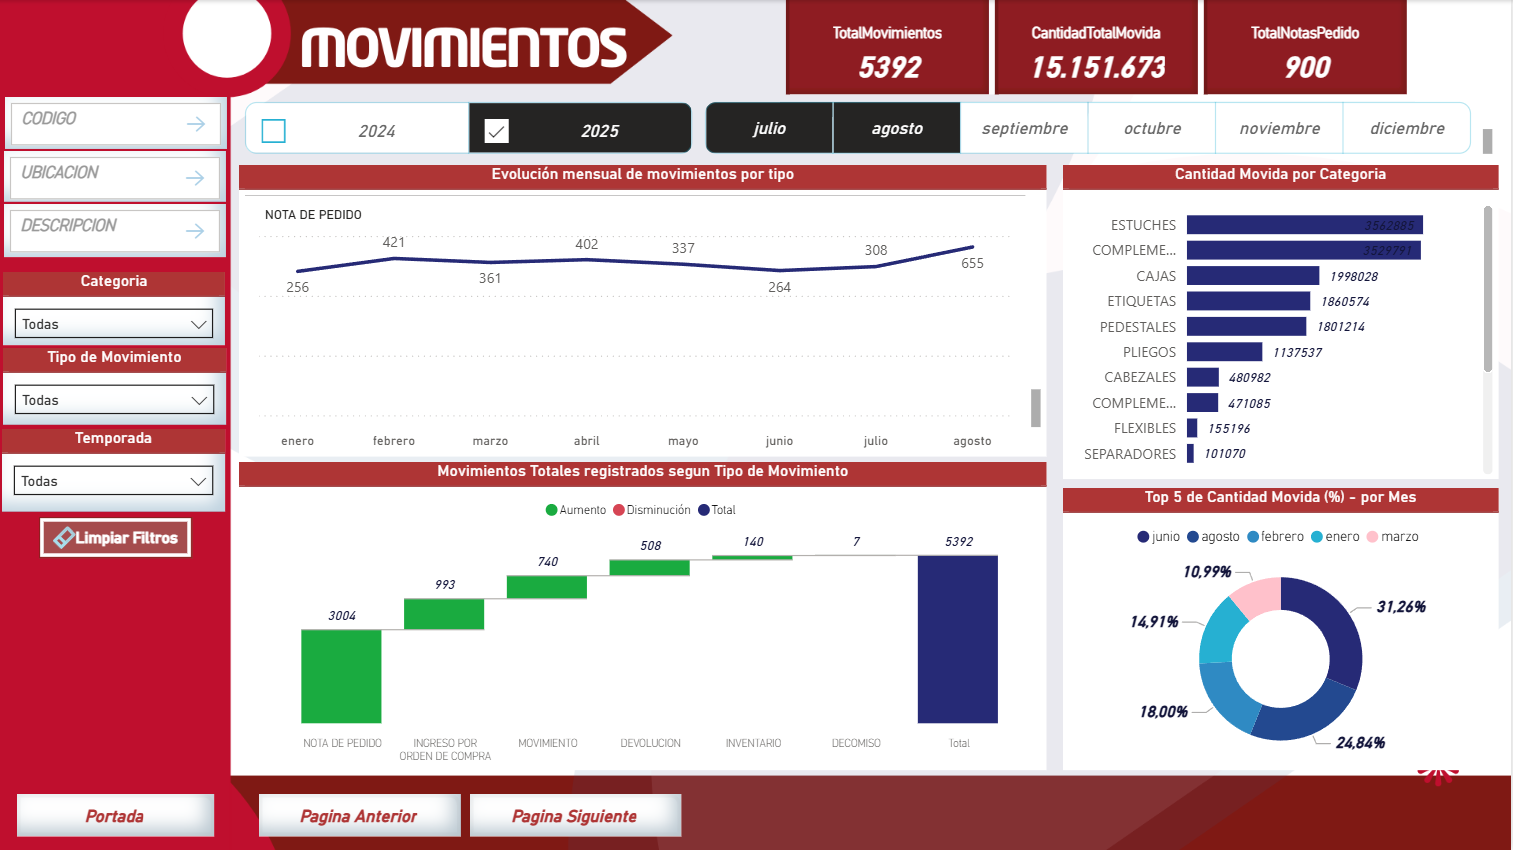 MOVIMIENTOS
TotalMovimientos
5392
CantidadTotalMovida
15.151.673
TotalNotasPedido
900
CODIGO
UBICACION
DESCRIPCION
2024
2025
julio
agosto
septiembre
octubre
noviembre
diciembre
Categoria
Todas
Tipo de Movimiento
Todas
Temporada
Todas
Limpiar Filtros
Evolución mensual de movimientos por tipo
NOTA DE PEDIDO
256
421
361
402
337
264
308
655
enero
febrero
marzo
abril
mayo
junio
julio
agosto
Cantidad Movida por Categoria
ESTUCHES 3562885
COMPLEME... 3529791
CAJAS 1998028
ETIQUETAS 1860574
PEDESTALES 1801214
PLIEGOS 1137537
CABEZALES 480982
COMPLEME... 471085
FLEXIBLES 155196
SEPARADORES 101070
Movimientos Totales registrados segun Tipo de Movimiento
Aumento Disminución Total
3004
993
740
508
140
7
5392
NOTA DE PEDIDO
INGRESO POR
ORDEN DE COMPRA
MOVIMIENTO
DEVOLUCION
INVENTARIO
DECOMISO
Total
Top 5 de Cantidad Movida (%) - por Mes
junio agosto febrero enero marzo
10,99%
31,26%
14,91%
18,00%
24,84%
Portada
Pagina Anterior
Pagina Siguiente